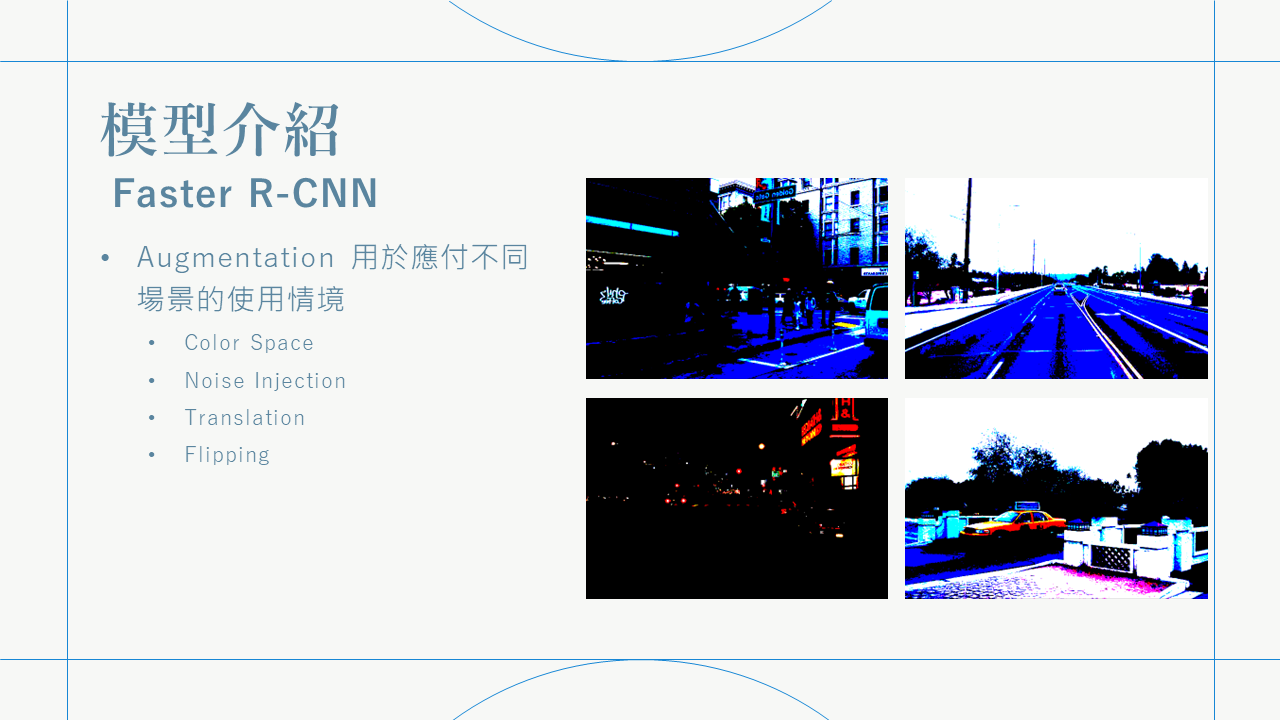 模型介紹
Faster R-CNN
• Augmentation 用於應付不同
場景的使用情境
• Color Space
• Noise Injection
• Translation
• Flipping
H
&